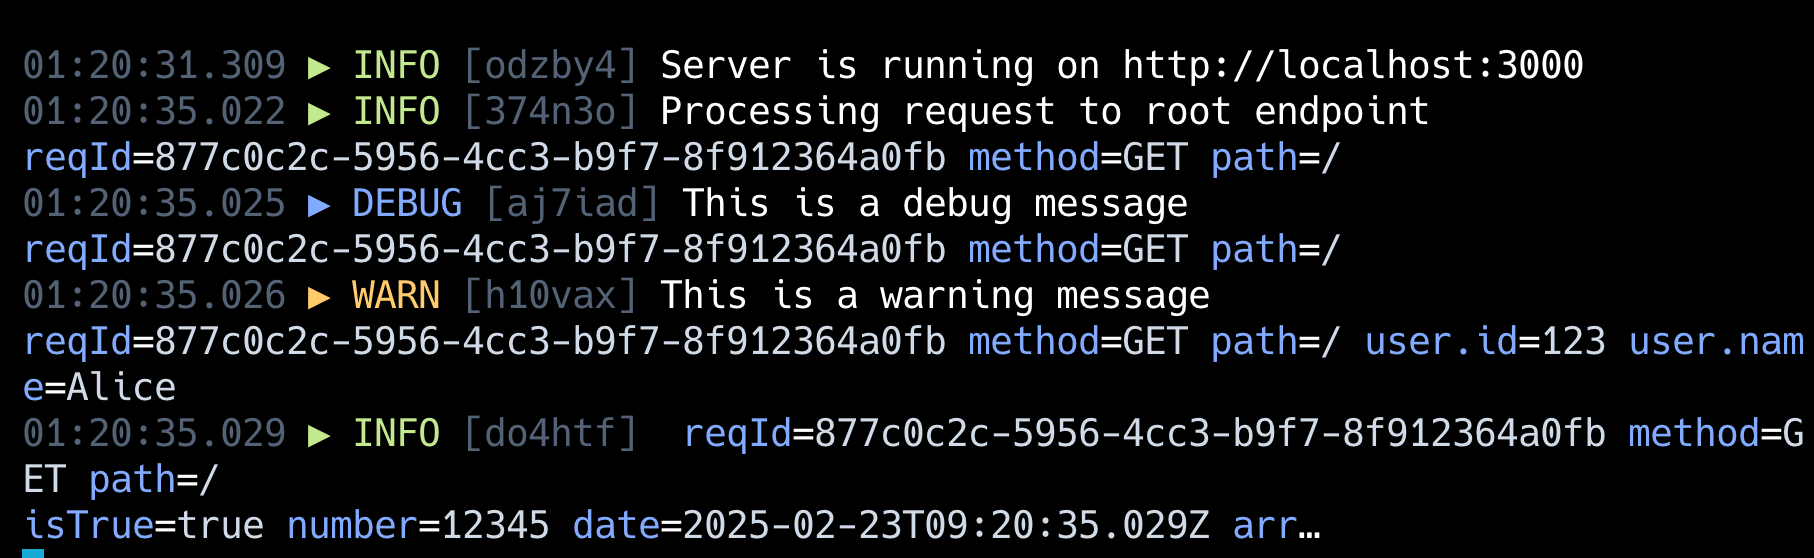 01:20:31.309 ▶ INFO [odzby4] Server is running on http://localhost:3000
01:20:35.022 ▶ INFO [374n3o] Processing request to root endpoint
reqId=877c0c2c-5956-4cc3-b9f7-8f912364a0fb method=GET path=/
01:20:35.025 ▶ DEBUG [aj7iad] This is a debug message
reqId=877c0c2c-5956-4cc3-b9f7-8f912364a0fb method=GET path=/
01:20:35.026 ▶ WARN [h10vax] This is a warning message
reqId=877c0c2c-5956-4cc3-b9f7-8f912364a0fb method=GET path=/ user.id=123 user.nam
e=Alice
01:20:35.029 ▶ INFO [do4htf]  reqId=877c0c2c-5956-4cc3-b9f7-8f912364a0fb method=G
ET path=/
isTrue=true number=12345 date=2025-02-23T09:20:35.029Z arr…